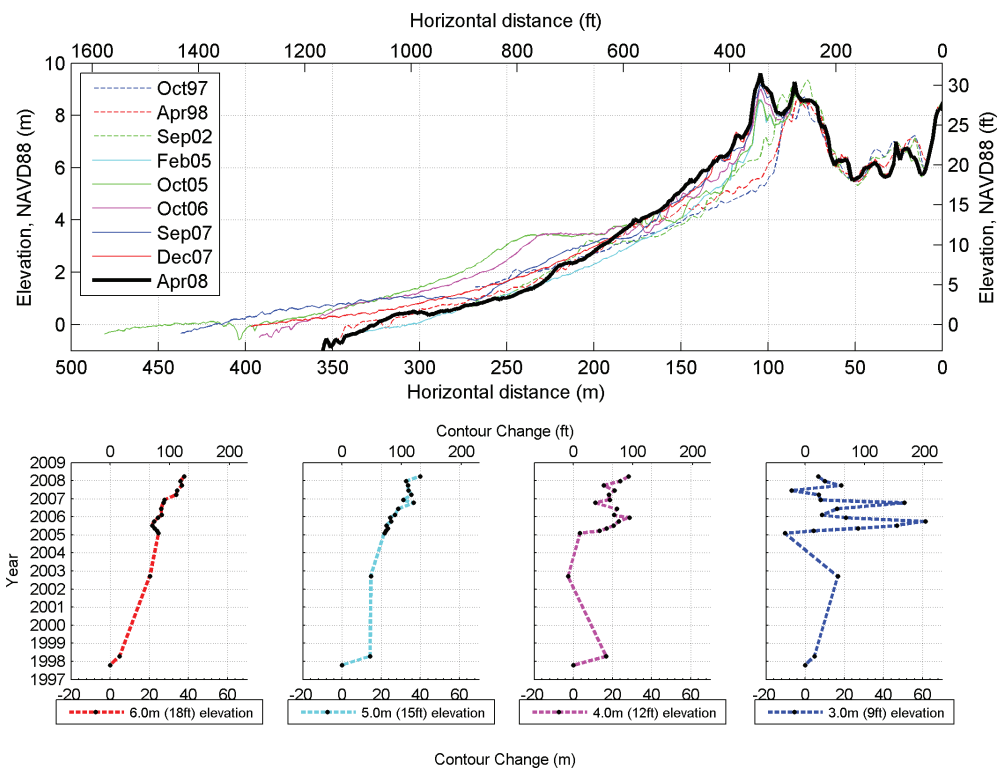 Horizontal distance (ft)
1600 1400 1200 1000 800 600 400 200 0
Elevation, NAVD88 (m)
10
8
6
4
2
0
Oct97
Apr98
Sep02
Feb05
Oct05
Oct06
Sep07
Dec07
Apr08
30
25
20
15
10
5
0
Elevation, NAVD88 (ft)
500 450 400 350 300 250 200 150 100 50 0
Horizontal distance (m)
Contour Change (ft)
0 100 200 0 100 200 0 100 200 0 100 200
Year
2009
2008
2007
2006
2005
2004
2003
2002
2001
2000
1999
1998
1997
-20 0 20 40 60 -20 0 20 40 60 -20 0 20 40 60 -20 0 20 40 60
6.0m (18ft) elevation 5.0m (15ft) elevation 4.0m (12ft) elevation 3.0m (9ft) elevation
Contour Change (m)